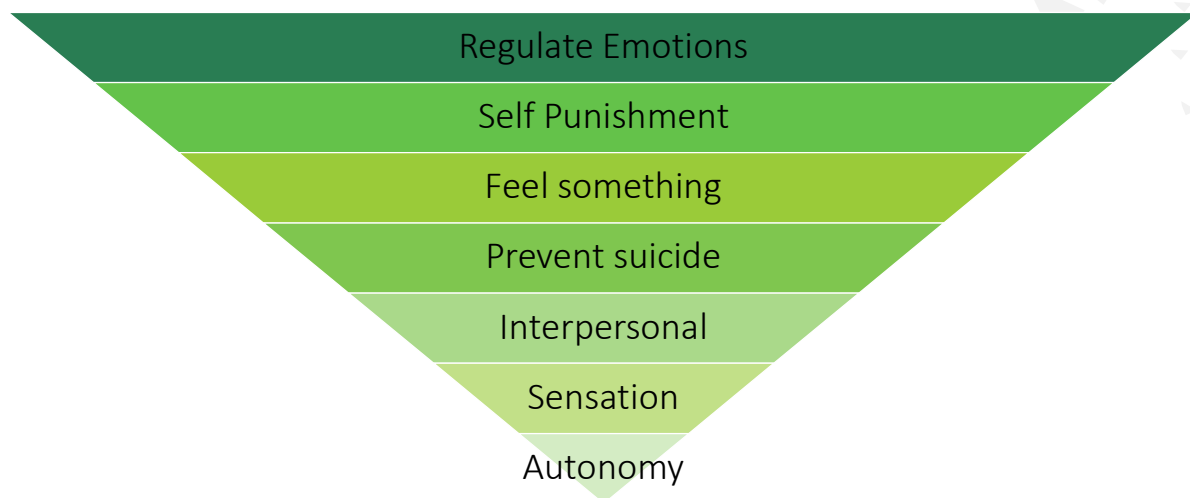 Regulate Emotions
Self Punishment
Feel something
Prevent suicide
Interpersonal
Sensation
Autonomy